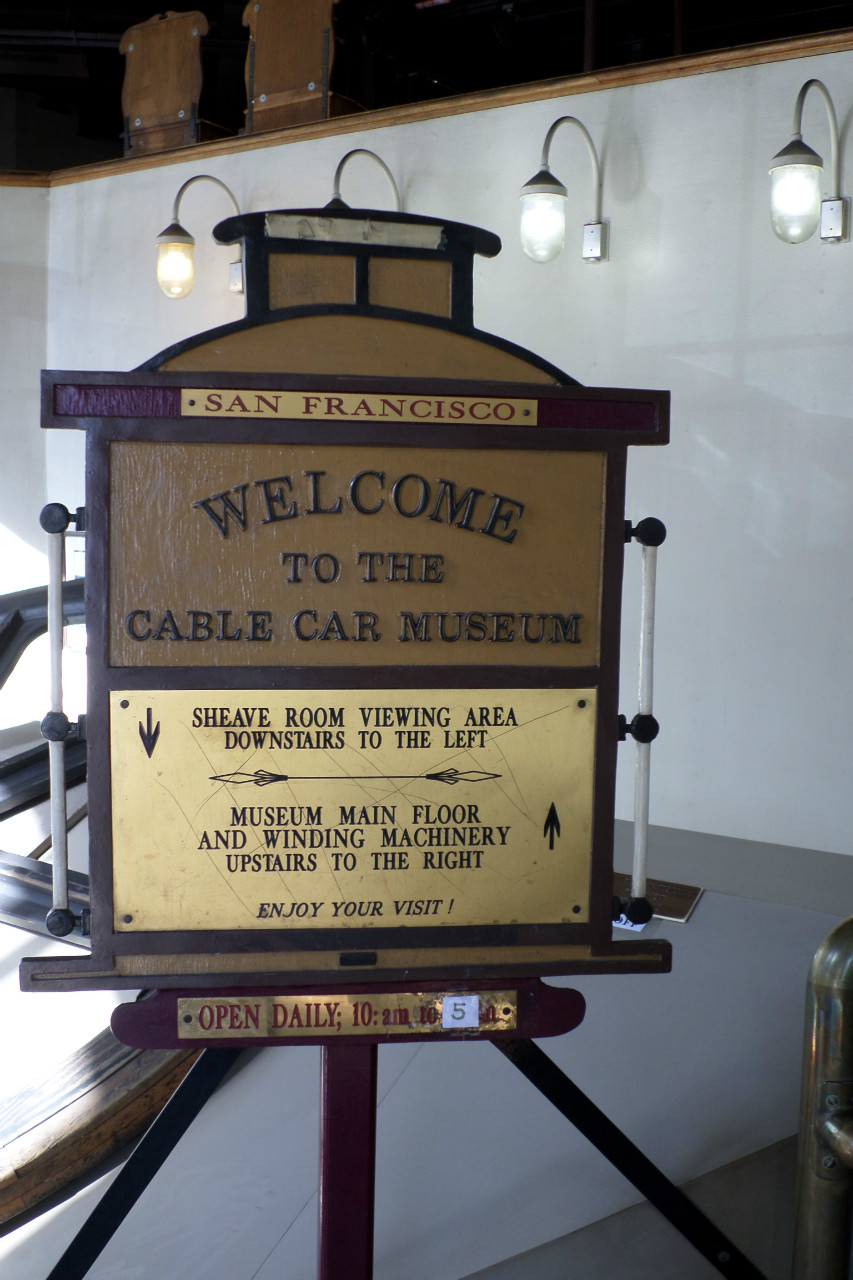 SAN FRANCISCO
WELCOME
TO THE
CABLE CAR MUSEUM
SHEAVE ROOM VIEWING AREA
DOWNSTAIRS TO THE LEFT
MUSEUM MAIN FLOOR
AND WINDING MACHINERY
UPSTAIRS TO THE RIGHT
ENJOY YOUR VISIT!
OPEN DAILY; 10:am to 5